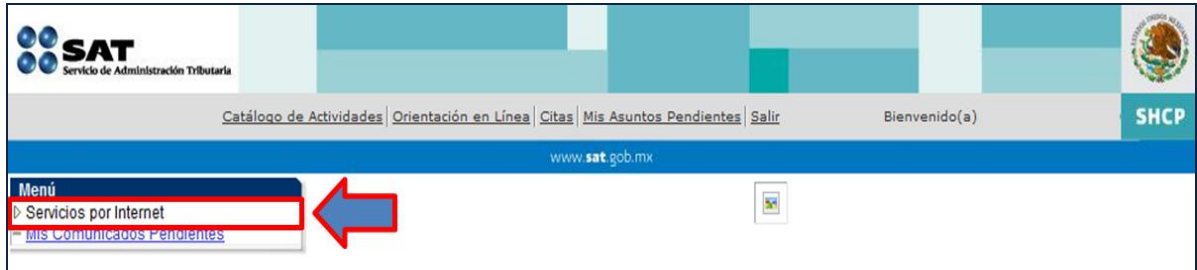 SAT
Servicio de Administración Tributaria
Catálogo de Actividades Orientación en Línea Citas Mis Asuntos Pendientes Salir Bienvenido(a) SHCP
www.sat.gob.mx
Menú
Servicios por Internet
Mis Comunicados Pendientes